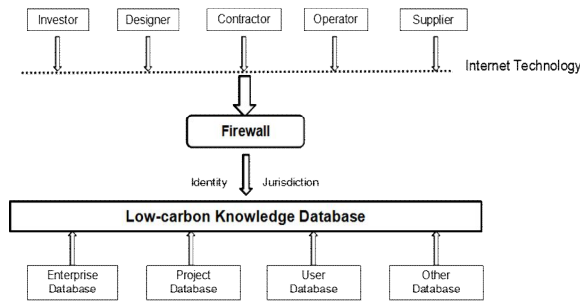 Investor
Designer
Contractor
Operator
Supplier
Internet Technology
Firewall
Identity
Jurisdiction
Low-carbon Knowledge Database
Enterprise
Database
Project
Database
User
Database
Other
Database